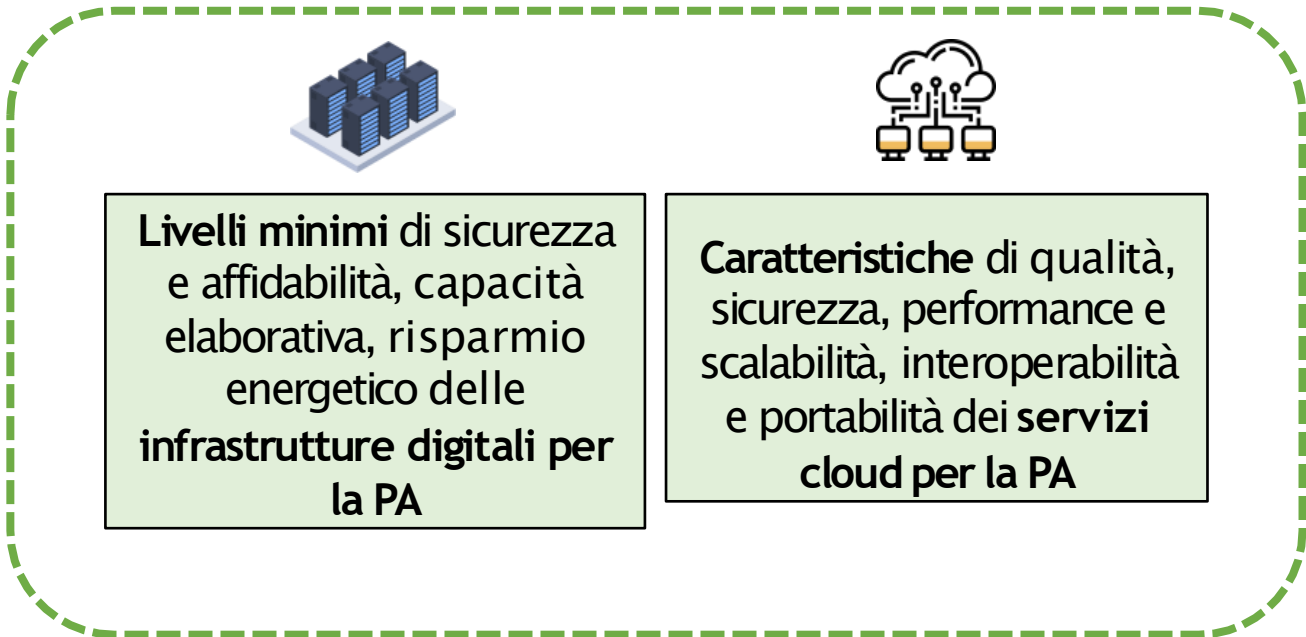 Livelli minimi di sicurezza
e affidabilità, capacità
elaborativa, risparmio
energetico delle
infrastrutture digitali per
la PA
Caratteristiche di qualità,
sicurezza, performance e
scalabilità, interoperabilità
e portabilità dei servizi
cloud per la PA